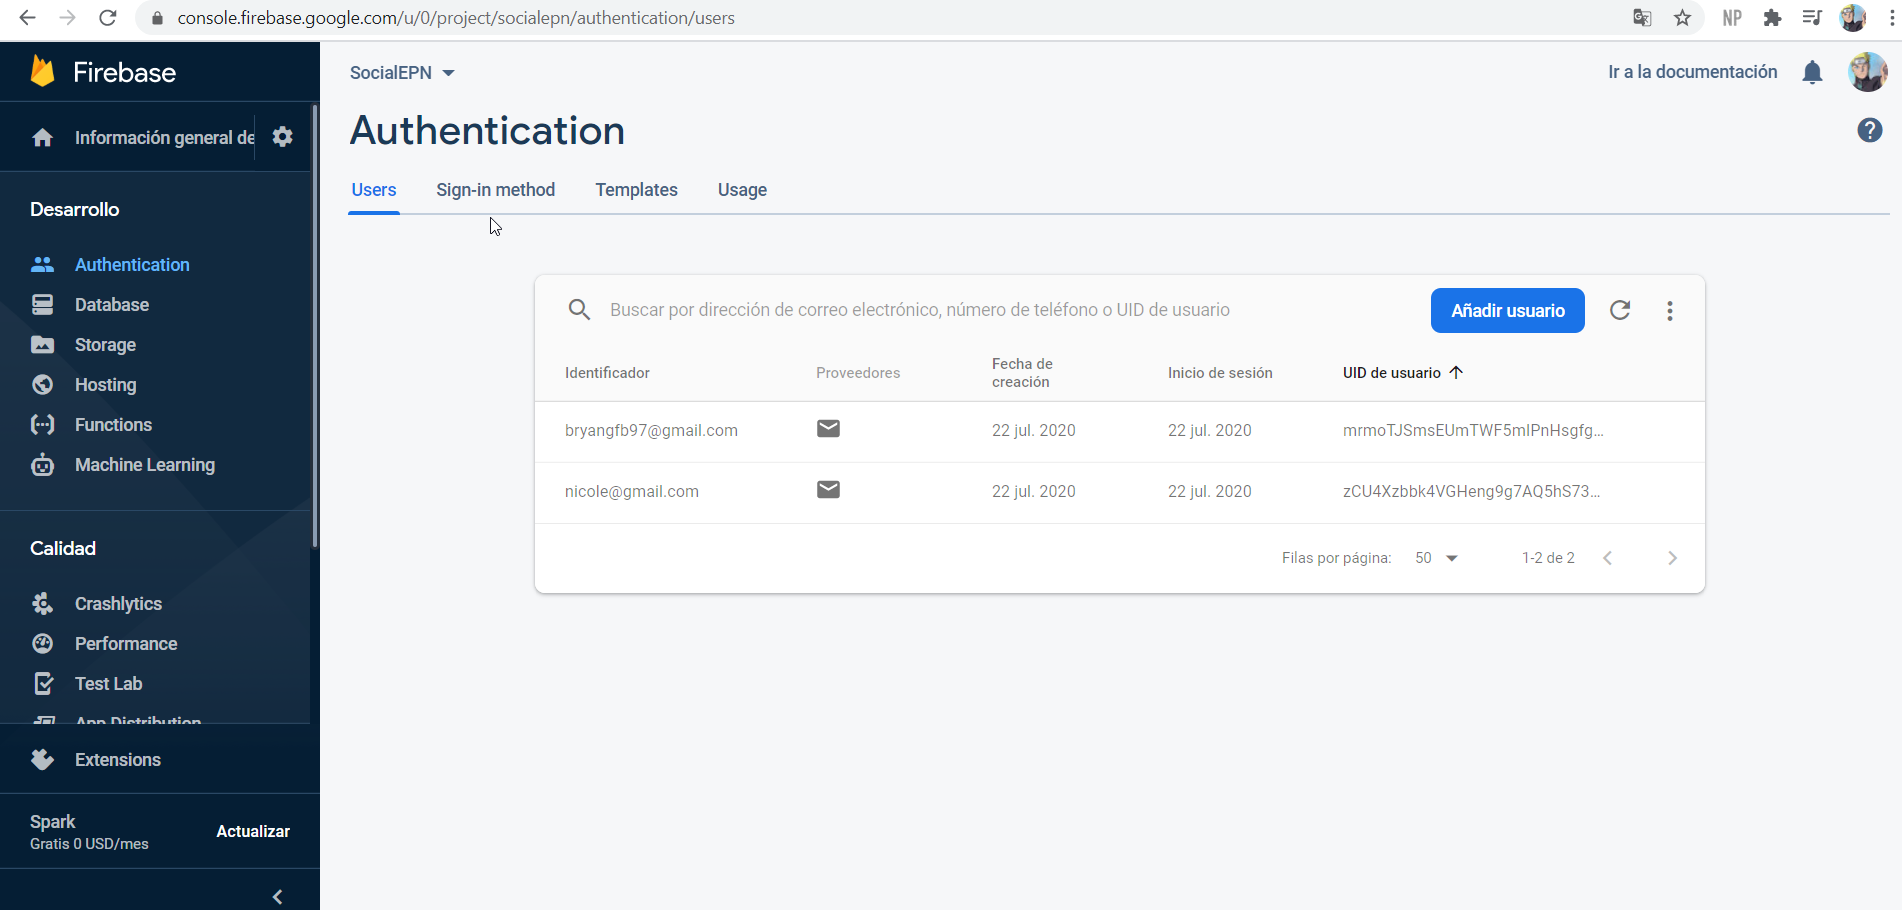 console.firebase.google.com/u/0/project/socialepn/authentication/users
NP
Firebase
Información general de
Desarrollo
Authentication
Database
Storage
Hosting
Functions
Machine Learning
Calidad
Crashlytics
Performance
Test Lab
App Distribution
Extensions
Spark
Gratis 0 USD/mes
Actualizar
SocialEPN
Ir a la documentación
Authentication
Users Sign-in method Templates Usage
Buscar por dirección de correo electrónico, número de teléfono o UID de usuario
Añadir usuario
Identificador Proveedores Fecha de creación Inicio de sesión UID de usuario
bryangfb97@gmail.com 22 jul. 2020 22 jul. 2020 mrmoTJSmsEUmTWF5mIPnHsgfg...
nicole@gmail.com 22 jul. 2020 22 jul. 2020 zCU4Xzbbk4VGHeng9g7AQ5hS73...
Filas por página: 50 1-2 de 2